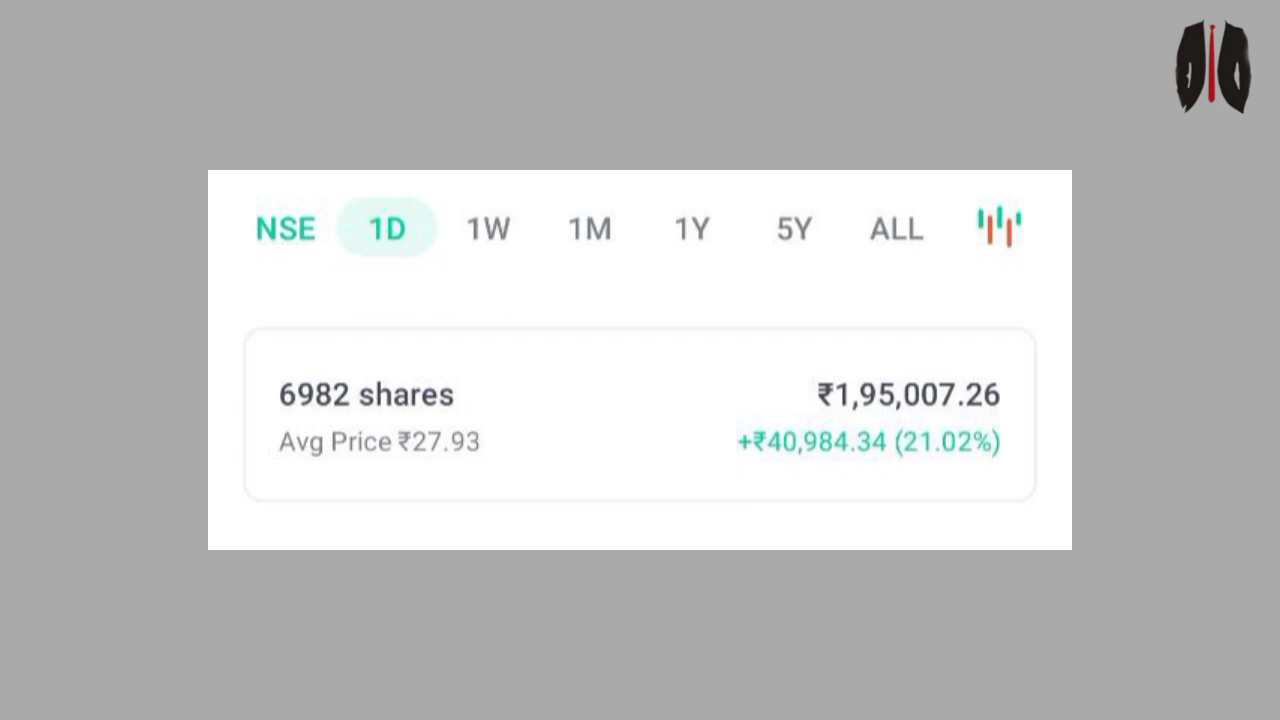 NSE 1D 1W 1M 1Y 5Y ALL
6982 shares ₹1,95,007.26
Avg Price ₹27.93 +₹40,984.34 (21.02%)